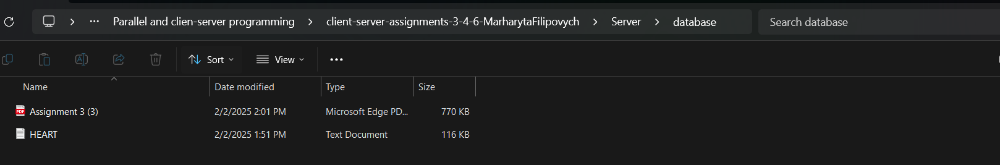 Parallel and clien-server programming > client-server-assignments-3-4-6-MarharytaFilipovych > Server > database
Search database
Sort
View
Name Date modified Type Size
PDF Assignment 3 (3) 2/2/2025 2:01 PM Microsoft Edge PD... 770 KB
HEART 2/2/2025 1:51 PM Text Document 116 KB